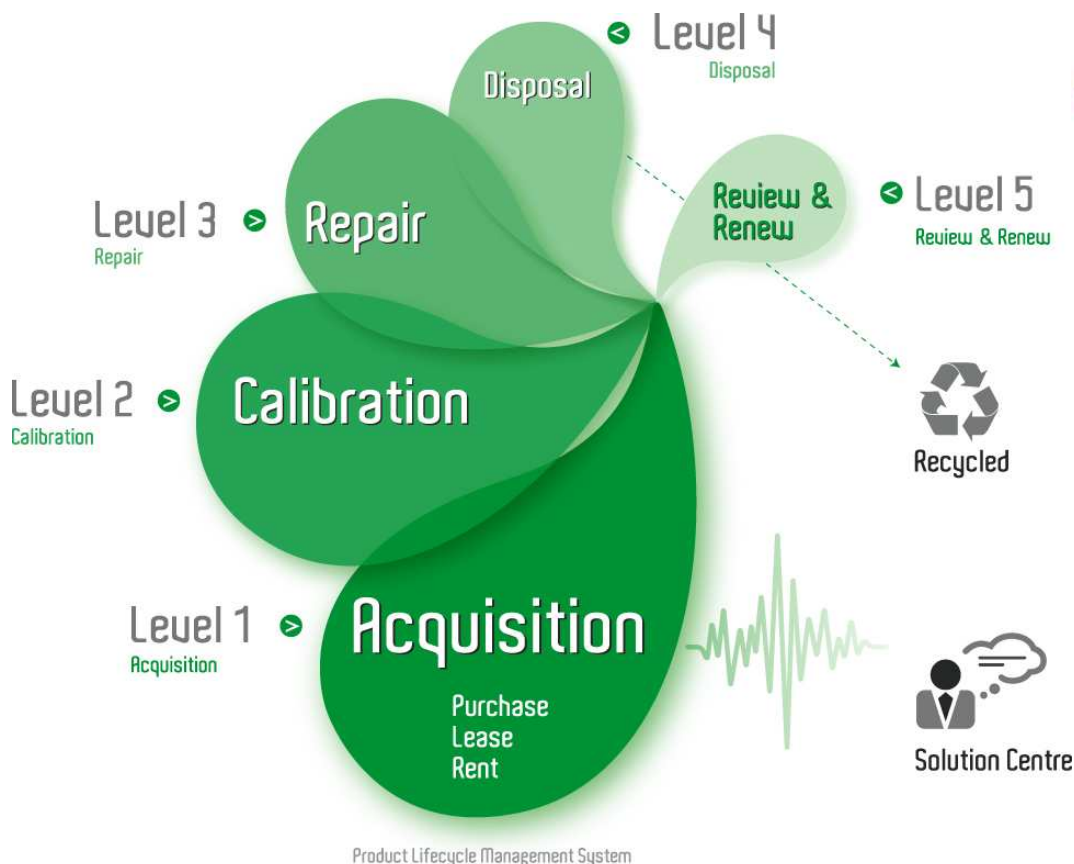 Level 4
Disposal
Disposal
Review &
Renew
Level 5
Review & Renew
Level 3
Repair
Repair
Level 2
Calibration
Calibration
Recycled
Level 1
Acquisition
Acquisition
Purchase
Lease
Rent
Solution Centre
Product Lifecycle Management System